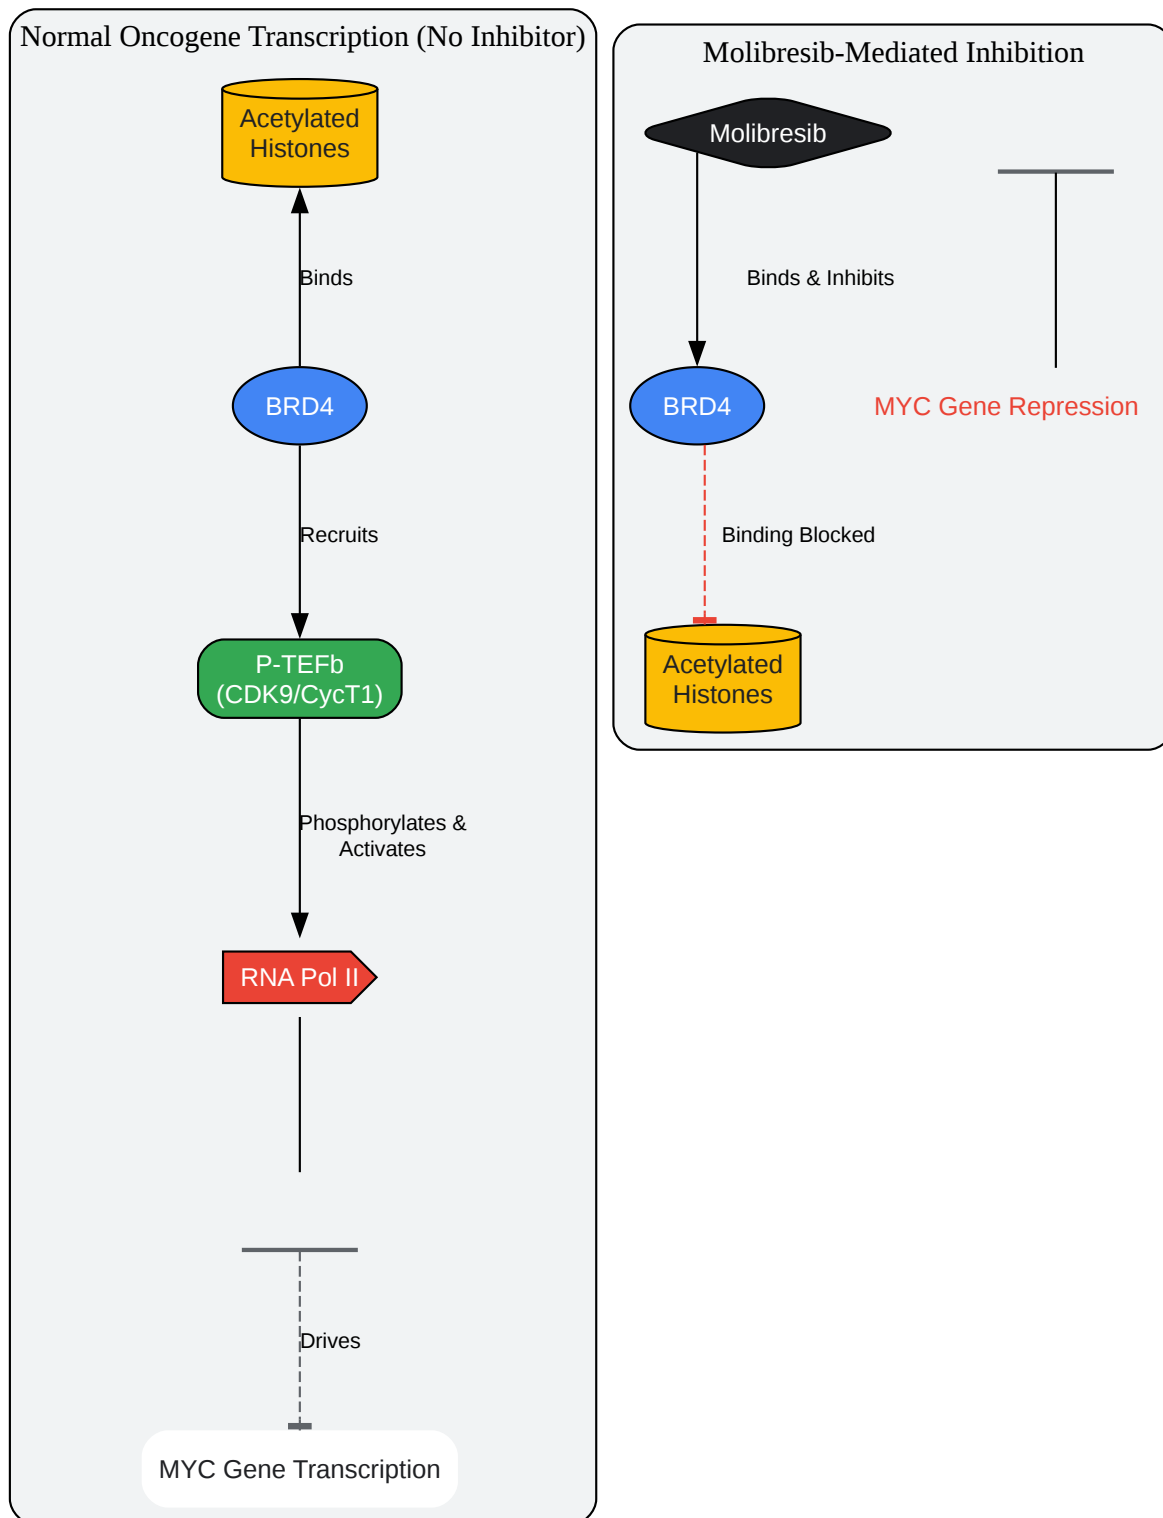 Normal Oncogene Transcription (No Inhibitor)
Acetylated
Histones
Binds
BRD4
Recruits
P-TEFb
(CDK9/CycT1)
Phosphorylates &
Activates
RNA Pol II
Drives
MYC Gene Transcription
Molibresib-Mediated Inhibition
Molibresib
Binds & Inhibits
BRD4
MYC Gene Repression
Binding Blocked
Acetylated
Histones